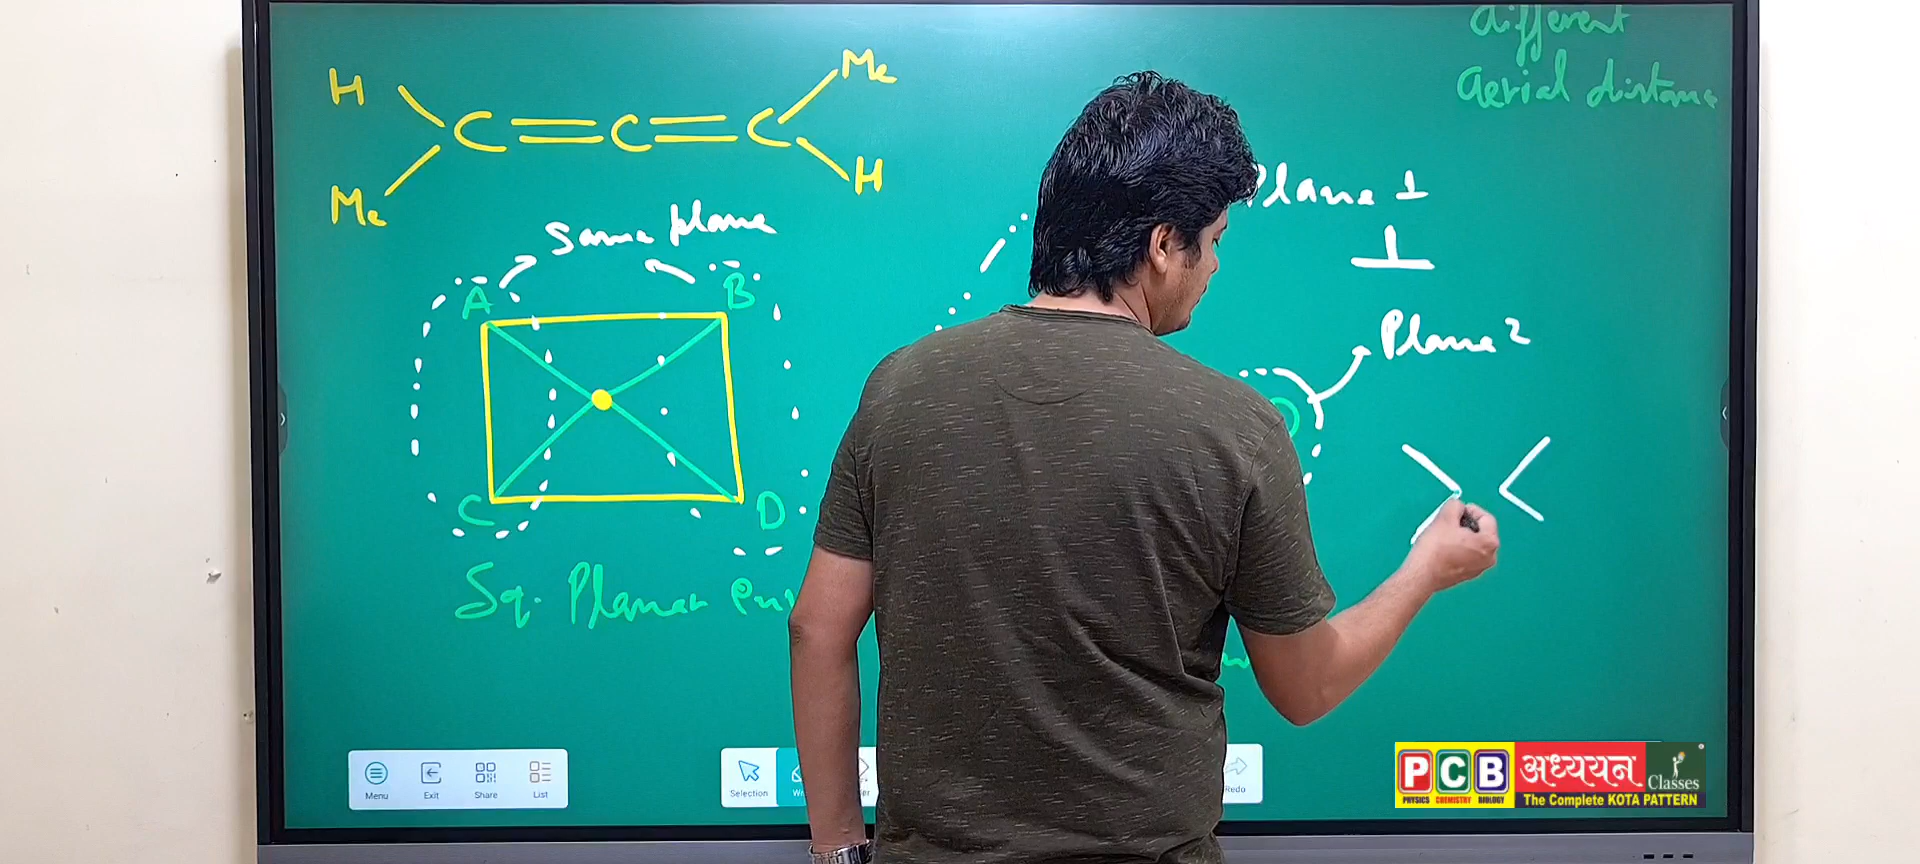 different
aerial distance
H
Me
C=C=C
Me
H
Same plane
Plane 1
⊥
Plane 2
A
B
C
D
D
Sq. Planar
Menu
Exit
Share
List
Selection
Redo
PCB अध्ययन Classes
PHYSICS CHEMISTRY BIOLOGY
The Complete KOTA PATTERN